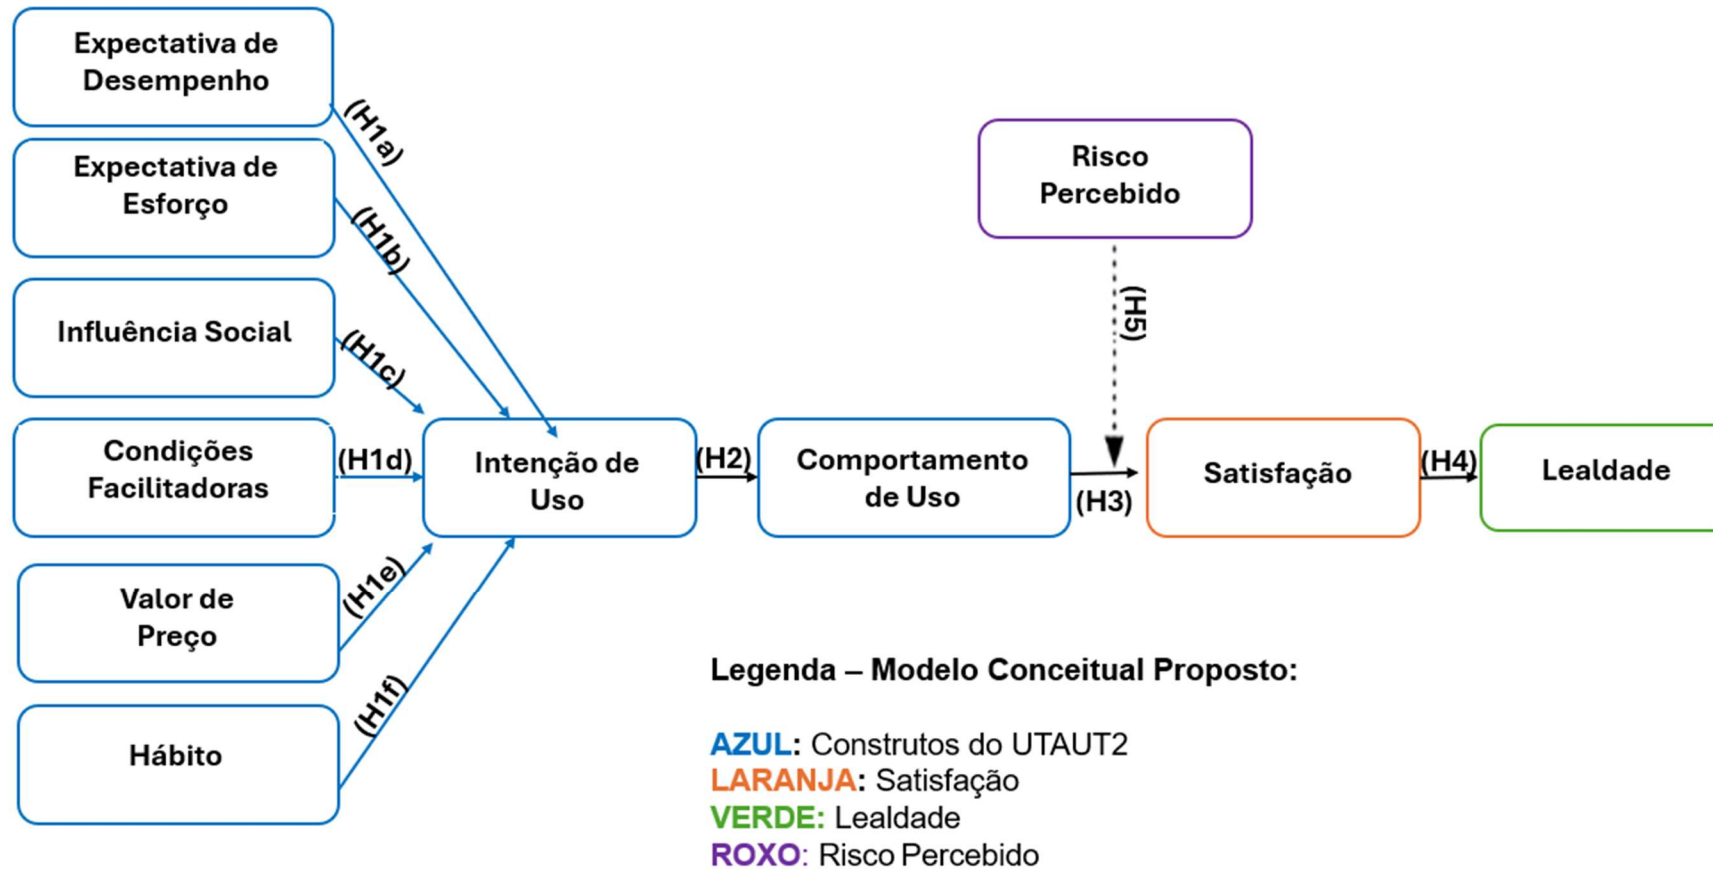 Expectativa de
Desempenho
(H1a)
Expectativa de
Esforço
(H1b)
Influência Social
(H1c)
Condições
Facilitadoras
(H1d)
Valor de
Preço
(H1e)
Hábito
(H1f)
Intenção de
Uso
(H2)
Comportamento
de Uso
(H3)
Risco
Percebido
(H5)
Satisfação
(H4)
Lealdade
Legenda – Modelo Conceitual Proposto:
AZUL: Construtos do UTAUT2
LARANJA: Satisfação
VERDE: Lealdade
ROXO: Risco Percebido